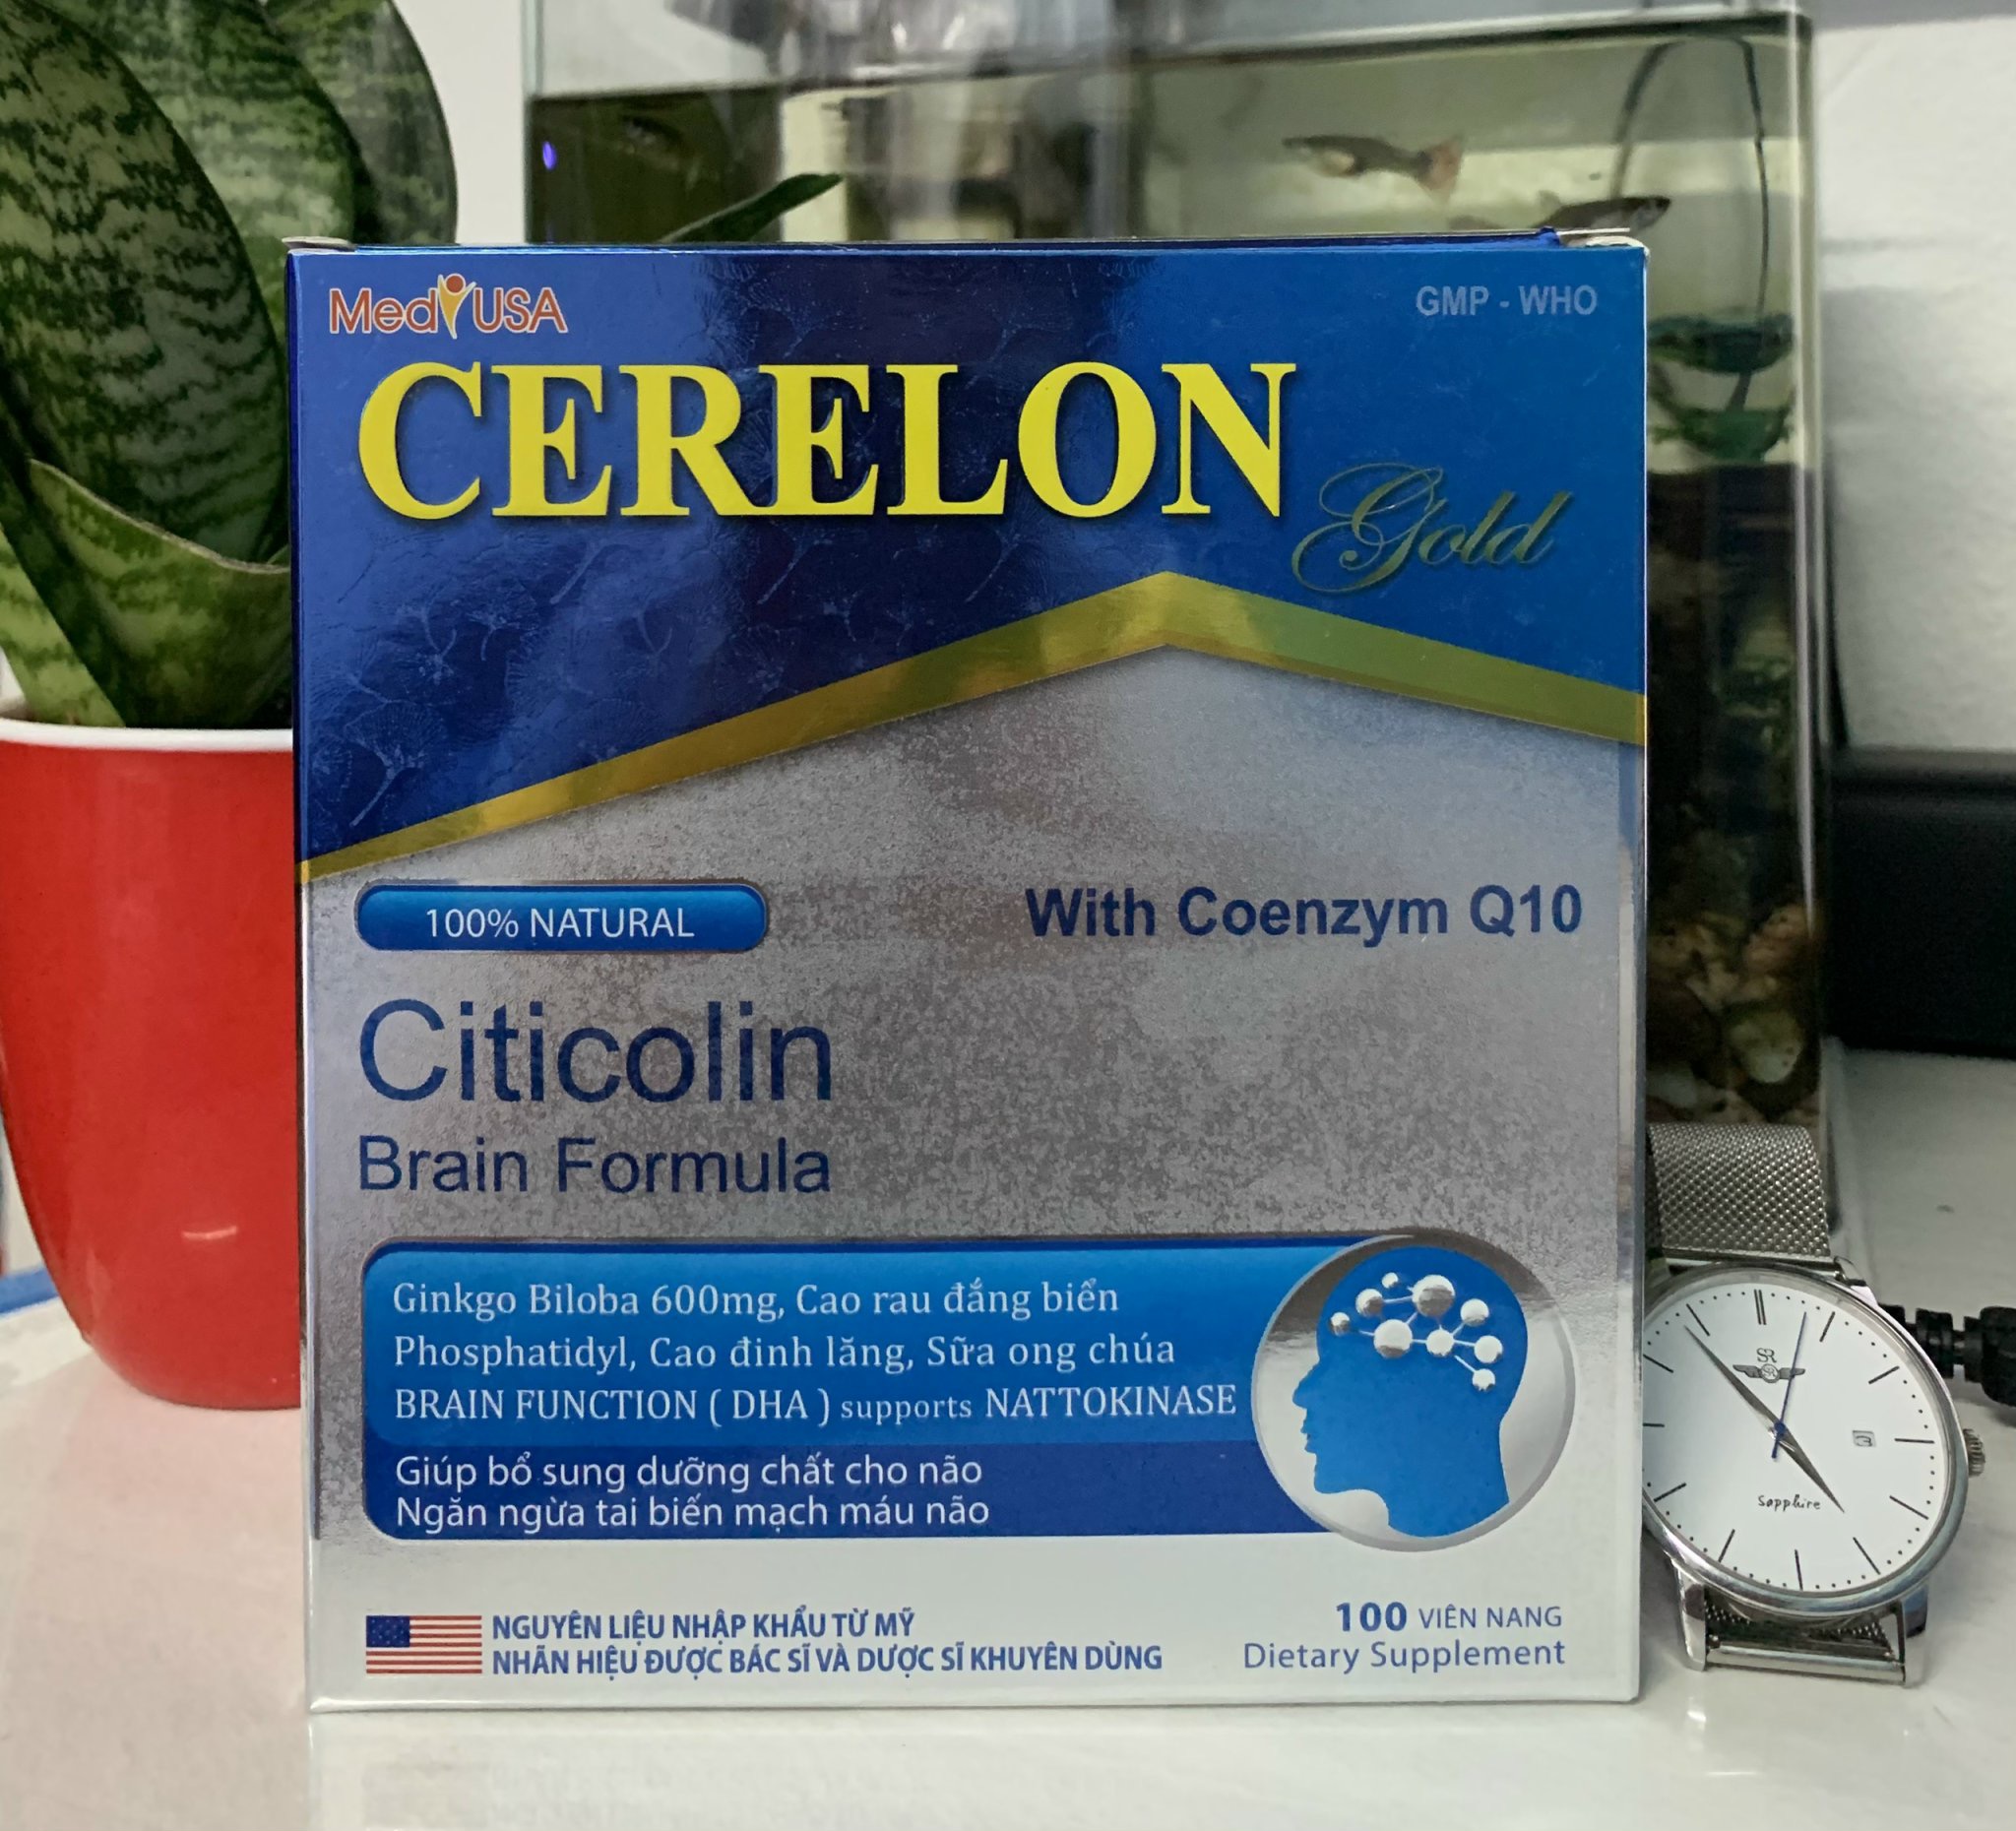 MediUSA
GMP - WHO
CERELON
Gold
100% NATURAL
With Coenzym Q10
Citicolin
Brain Formula
Ginkgo Biloba 600mg, Cao rau đắng biển
Phosphatidyl, Cao đinh lăng, Sữa ong chúa
BRAIN FUNCTION ( DHA ) supports NATTOKINASE
Giúp bổ sung dưỡng chất cho não
Ngăn ngừa tai biến mạch máu não
NGUYÊN LIỆU NHẬP KHẨU TỪ MỸ
NHÃN HIỆU ĐƯỢC BÁC SĨ VÀ DƯỢC SĨ KHUYÊN DÙNG
100 VIÊN NANG
Dietary Supplement
SR
Sapphire